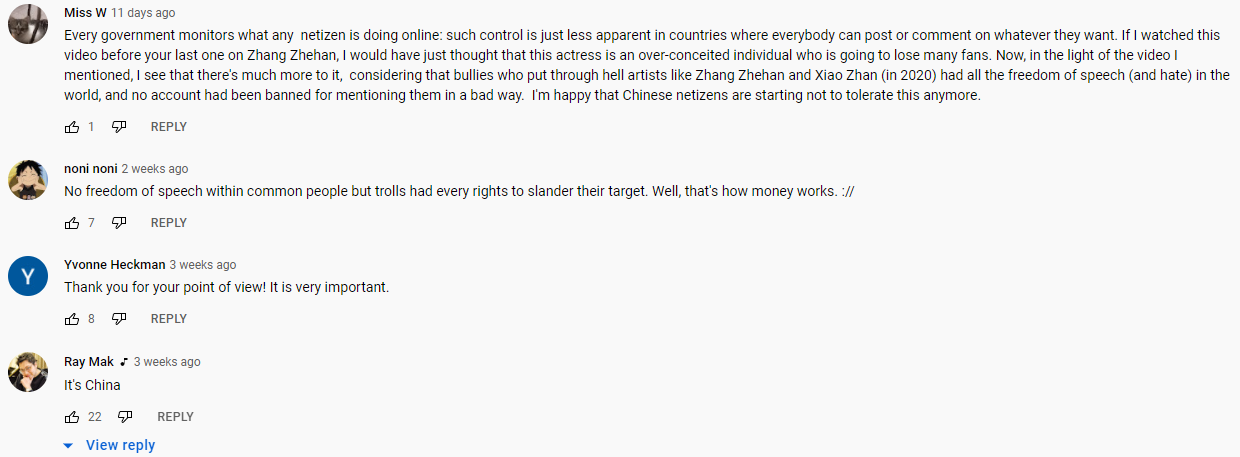 Miss W 11 days ago
Every government monitors what any  netizen is doing online: such control is just less apparent in countries where everybody can post or comment on whatever they want. If I watched this
video before your last one on Zhang Zhehan, I would have just thought that this actress is an over-conceited individual who is going to lose many fans. Now, in the light of the video I
mentioned, I see that there's much more to it,  considering that bullies who put through hell artists like Zhang Zhehan and Xiao Zhan (in 2020) had all the freedom of speech (and hate) in the
world, and no account had been banned for mentioning them in a bad way.  I'm happy that Chinese netizens are starting not to tolerate this anymore.
1 REPLY
noni noni 2 weeks ago
No freedom of speech within common people but trolls had every rights to slander their target. Well, that's how money works. ://
7 REPLY
Y
Yvonne Heckman 3 weeks ago
Thank you for your point of view! It is very important.
8 REPLY
Ray Mak ♪ 3 weeks ago
It's China
22 REPLY
View reply